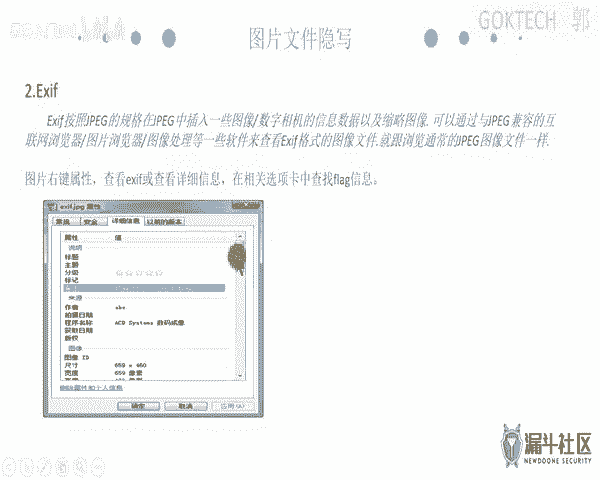 GOKTECH 郭
图片文件隐写
2.Exif
Exif按照JPEG的规格在JPEG中插入一些图像/数字相机的信息数据以及缩略图像.可以通过与JPEG兼容的互
联网浏览器/图片浏览器/图像处理等一些软件来查看Exif格式的图像文件.就跟浏览通常的JPEG图像文件一样.
图片右键属性，查看exif或查看详细信息，在相关选项卡中查找flag信息。
exif.jpg 属性
常规 安全 详细信息 以前的版本
属性 值
说明
标题
主题
分级
标记
来源
作者 abc
拍摄日期
程序名称 ACD Systems 数码成像
获取日期
版权
图像
图像 ID
尺寸 659 x 460
宽度 659 像素
删除属性和个人信息
确定 取消 应用(A)
漏斗社区
NEWDOONE SECURITY